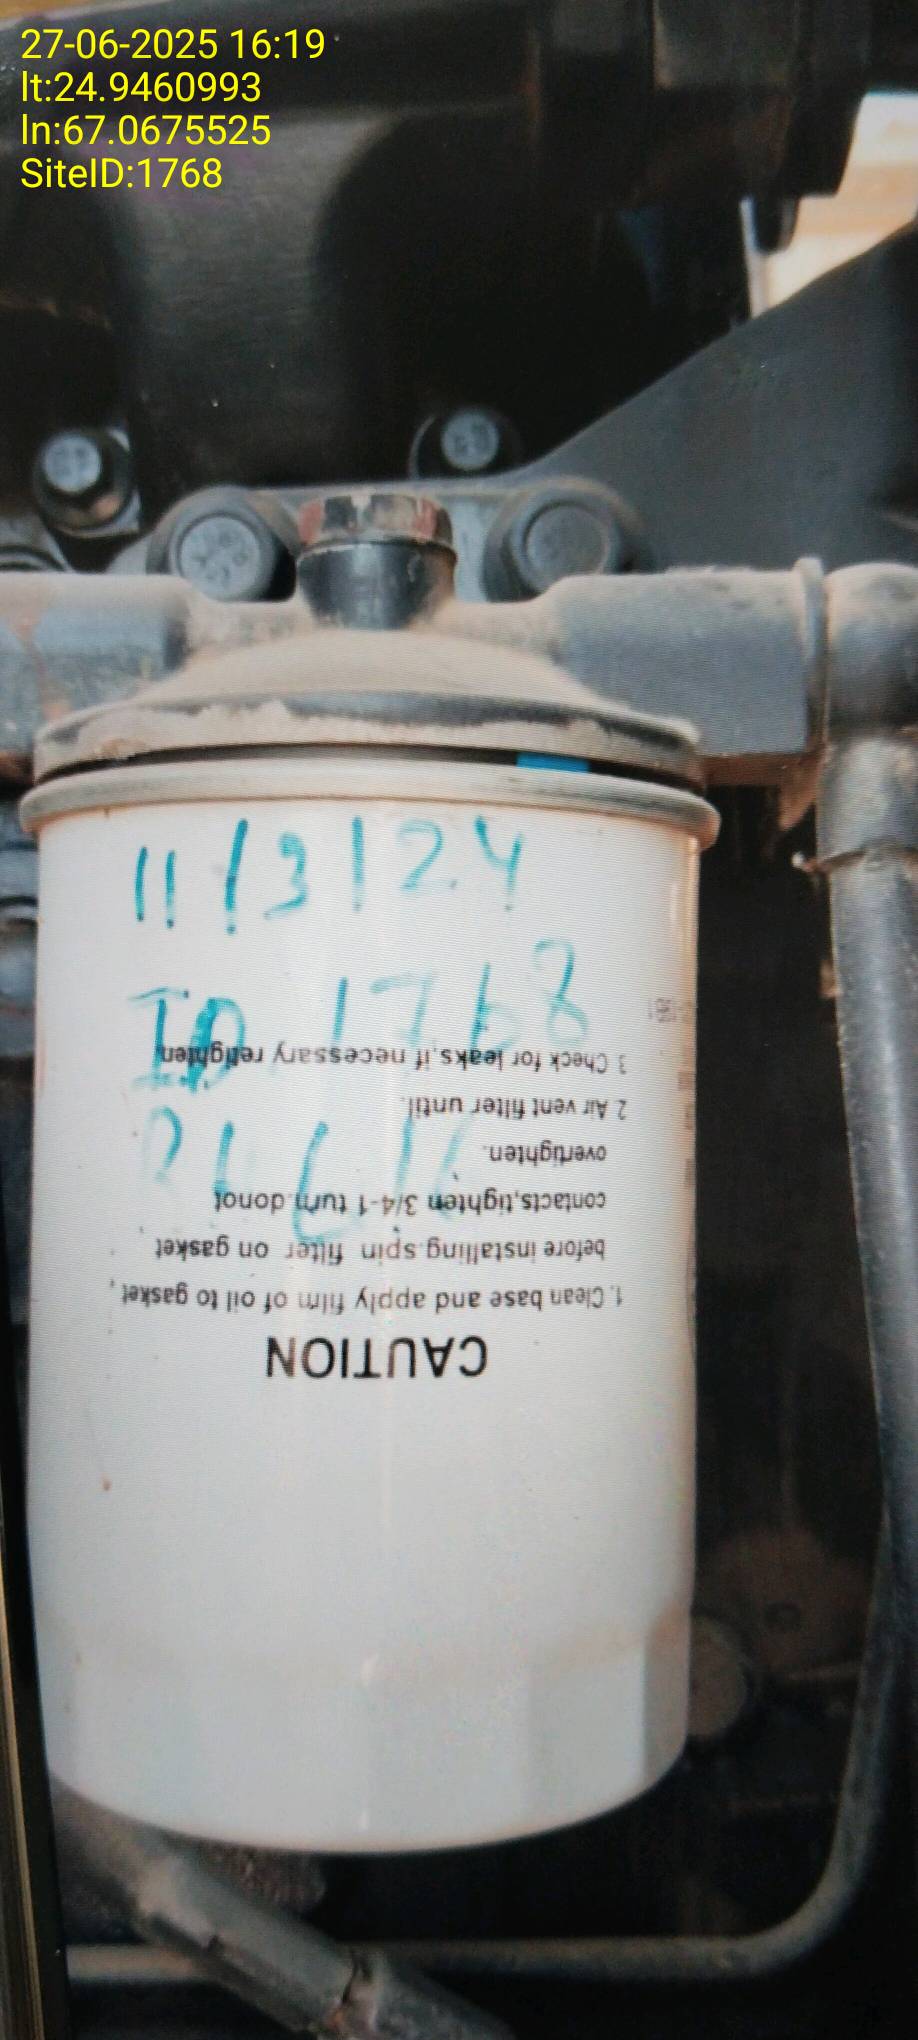 27-06-2025 16:19
lt:24.9460993
ln:67.0675525
SiteID:1768
11/3/24
ID 1768
CAUTION
1. Clean base and apply film of oil to gasket,
before installing spin filter on gasket
contacts,tighten 3/4-1 turn.donot
overtighten.
2 Air vent filter until.
3 Check for leaks,if necessary retighten